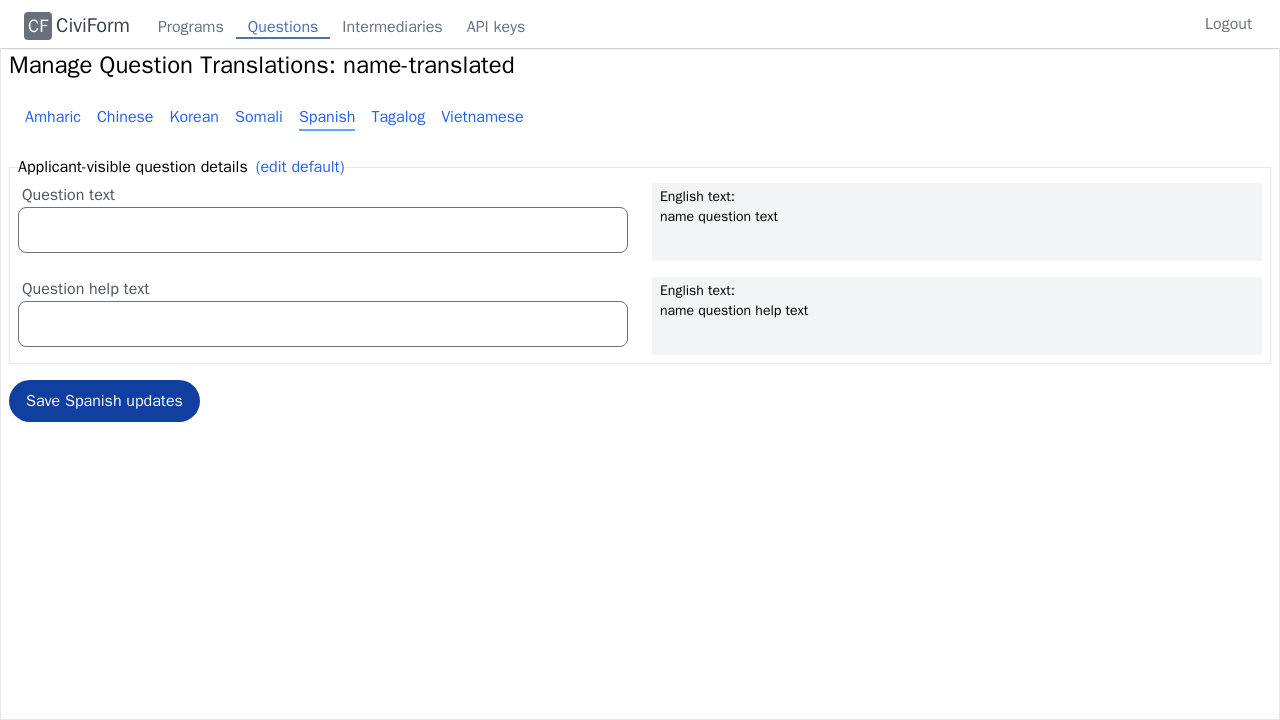 CF CiviForm Programs Questions Intermediaries API keys Logout
Manage Question Translations: name-translated
Amharic Chinese Korean Somali Spanish Tagalog Vietnamese
Applicant-visible question details (edit default)
Question text
English text:
name question text
Question help text
English text:
name question help text
Save Spanish updates